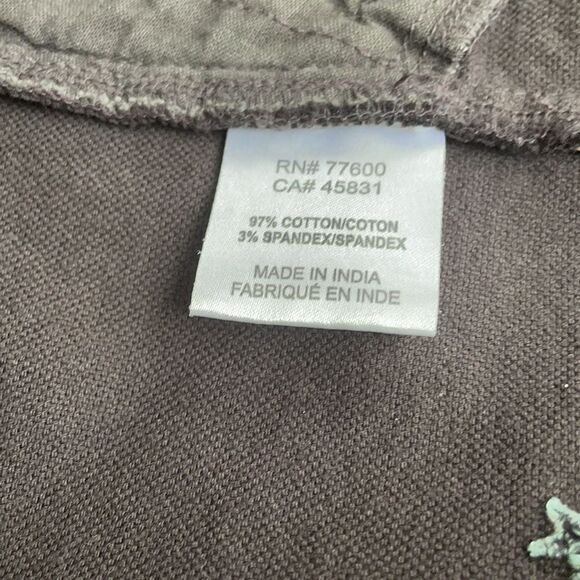 RN# 77600
CA# 45831
97% COTTON/COTON
3% SPANDEX/SPANDEX
MADE IN INDIA
FABRIQUÉ EN INDE